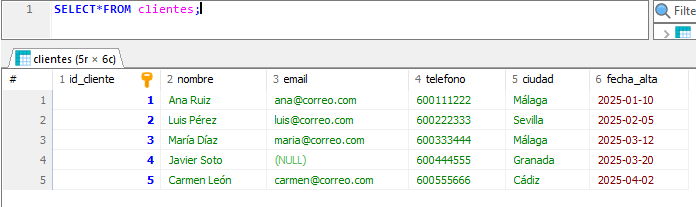 1 SELECT*FROM clientes;
Filte
clientes (5r × 6c)
# 1 id_cliente 2 nombre 3 email 4 telefono 5 ciudad 6 fecha_alta
1 1 Ana Ruiz ana@correo.com 600111222 Málaga 2025-01-10
2 2 Luis Pérez luis@correo.com 600222333 Sevilla 2025-02-05
3 3 María Díaz maria@correo.com 600333444 Málaga 2025-03-12
4 4 Javier Soto (NULL) 600444555 Granada 2025-03-20
5 5 Carmen León carmen@correo.com 600555666 Cádiz 2025-04-02